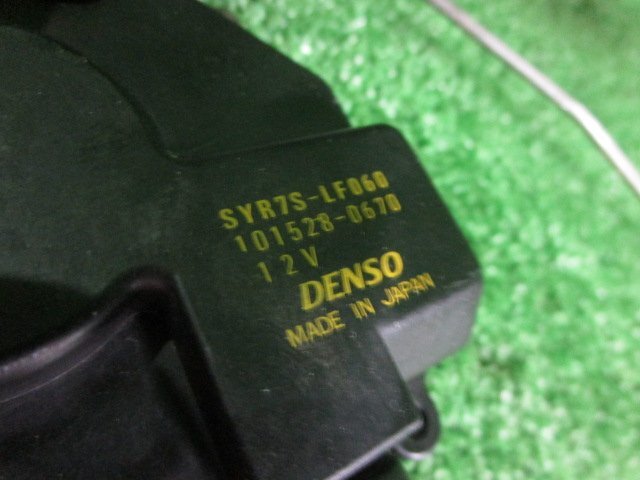 SYR7S-LF060
101528-0670
12V
DENSO
MADE IN JAPAN